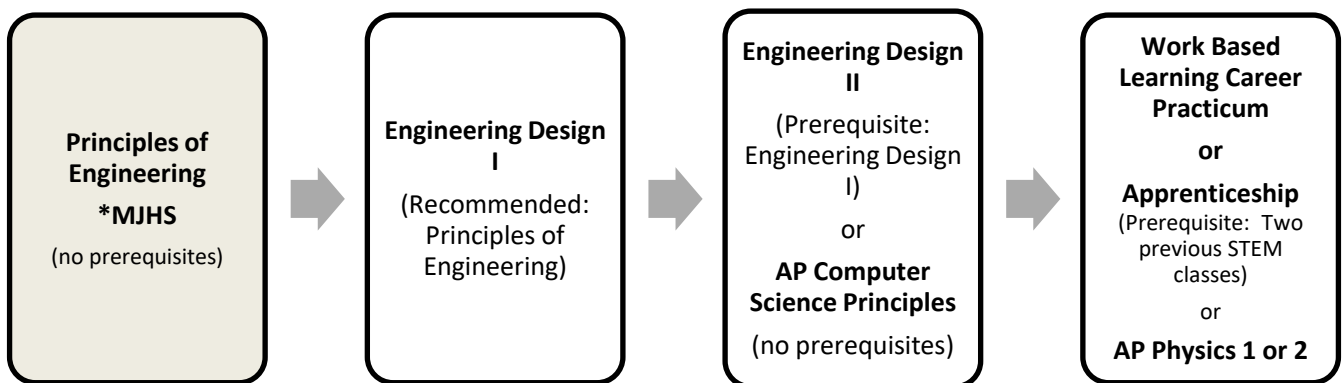 Principles of
Engineering
*MJHS
(no prerequisites)
Engineering Design
I
(Recommended:
Principles of
Engineering)
Engineering Design
II
(Prerequisite:
Engineering Design
I)
or
AP Computer
Science Principles
(no prerequisites)
Work Based
Learning Career
Practicum
or
Apprenticeship
(Prerequisite: Two
previous STEM
classes)
or
AP Physics 1 or 2